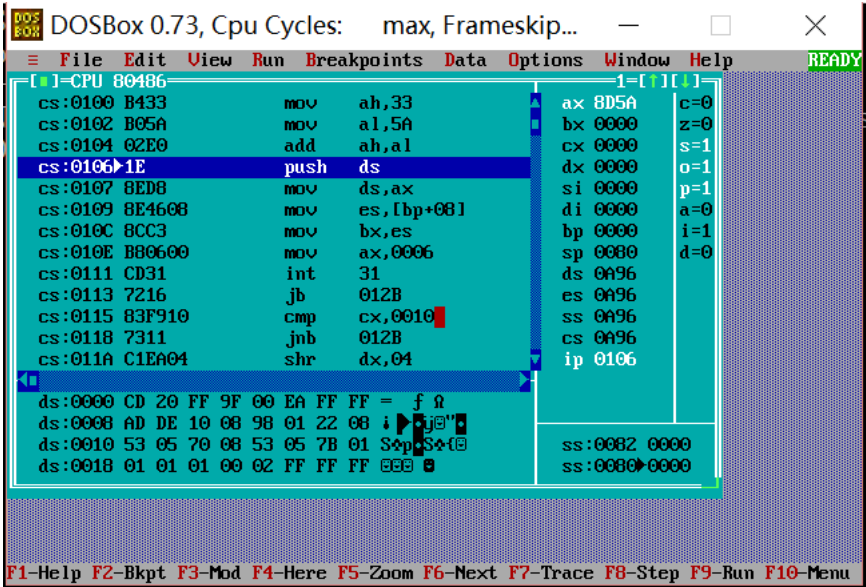 DOSBox 0.73, Cpu Cycles: max, Frameskip...
≡ File Edit View Run Breakpoints Data Options Window Help READY
[■]=CPU 80486 1=[↑][↓]
cs:0100 B433 mov ah,33 ax 8D5A c=0
cs:0102 B05A mov al,5A bx 0000 z=0
cs:0104 02E0 add ah,al cx 0000 s=1
cs:0106►1E push ds dx 0000 o=1
cs:0107 8ED8 mov ds,ax si 0000 p=1
cs:0109 8E4608 mov es,[bp+08] di 0000 a=0
cs:010C 8CC3 mov bx,es bp 0000 i=1
cs:010E B80600 mov ax,0006 sp 0080 d=0
cs:0111 CD31 int 31 ds 0A96
cs:0113 7216 jb 012B es 0A96
cs:0115 83F910 cmp cx,0010 ss 0A96
cs:0118 7311 jnb 012B cs 0A96
cs:011A C1EA04 shr dx,04 ip 0106
ds:0000 CD 20 FF 9F 00 EA FF FF = ƒ Ω
ds:0008 AD DE 10 08 98 01 22 08
ds:0010 53 05 70 08 53 05 7B 01 S♣p◘S♣{☺ ss:0082 0000
ds:0018 01 01 01 00 02 FF FF FF ☺☺☺ ☻ ss:0080►0000
F1-Help F2-Bkpt F3-Mod F4-Here F5-Zoom F6-Next F7-Trace F8-Step F9-Run F10-Menu